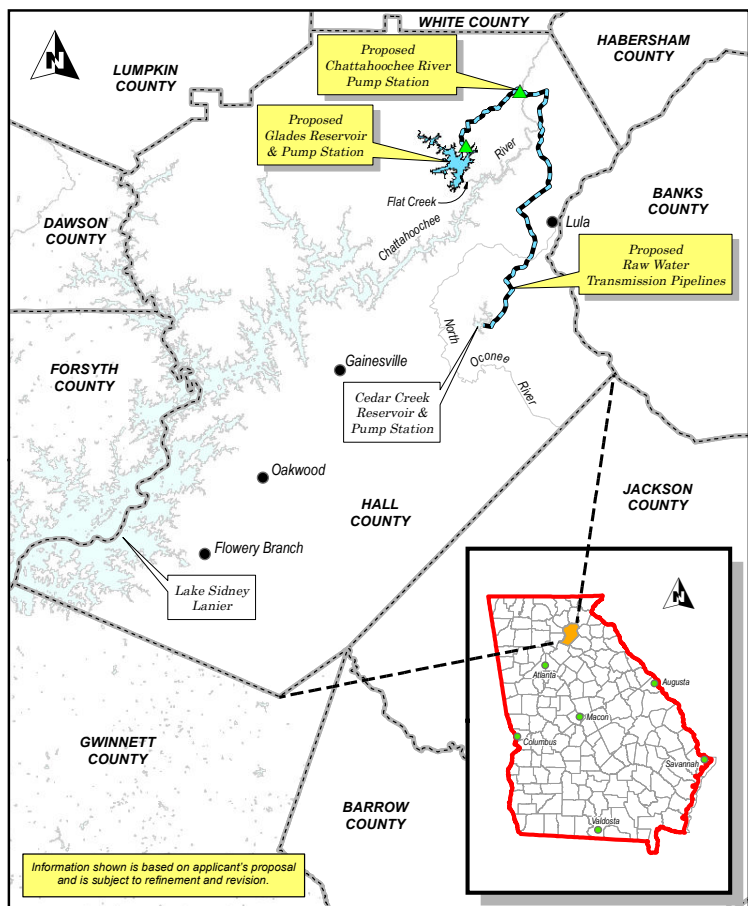 WHITE COUNTY
N
LUMPKIN
COUNTY
Proposed
Chattahoochee River
Pump Station
HABERSHAM
COUNTY
Proposed
Glades Reservoir
& Pump Station
River
Flat Creek
Chattahoochee
BANKS
COUNTY
DAWSON
COUNTY
Lula
Proposed
Raw Water
Transmission Pipelines
North
Oconee
River
FORSYTH
COUNTY
Gainesville
Cedar Creek
Reservoir &
Pump Station
Oakwood
HALL
COUNTY
JACKSON
COUNTY
Flowery Branch
Lake Sidney
Lanier
N
Atlanta
Augusta
Macon
Columbus
Savannah
Valdosta
GWINNETT
COUNTY
BARROW
COUNTY
Information shown is based on applicant's proposal
and is subject to refinement and revision.